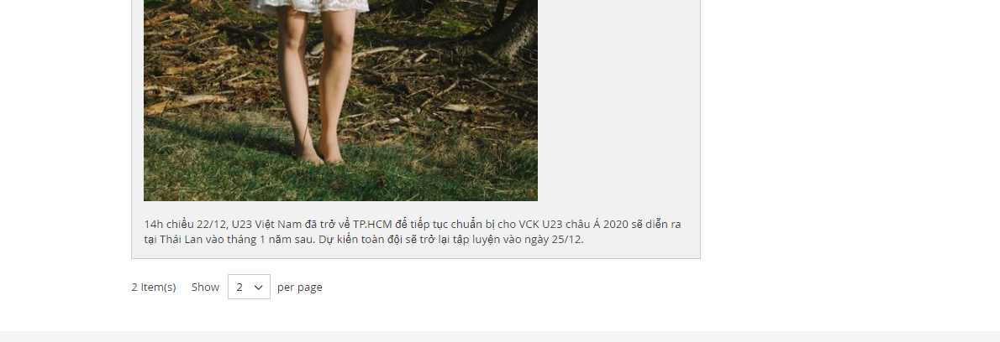 14h chiều 22/12, U23 Việt Nam đã trở về TP.HCM để tiếp tục chuẩn bị cho VCK U23 châu Á 2020 sẽ diễn ra
tại Thái Lan vào tháng 1 năm sau. Dự kiến toàn đội sẽ trở lại tập luyện vào ngày 25/12.
2 Item(s) Show 2 per page